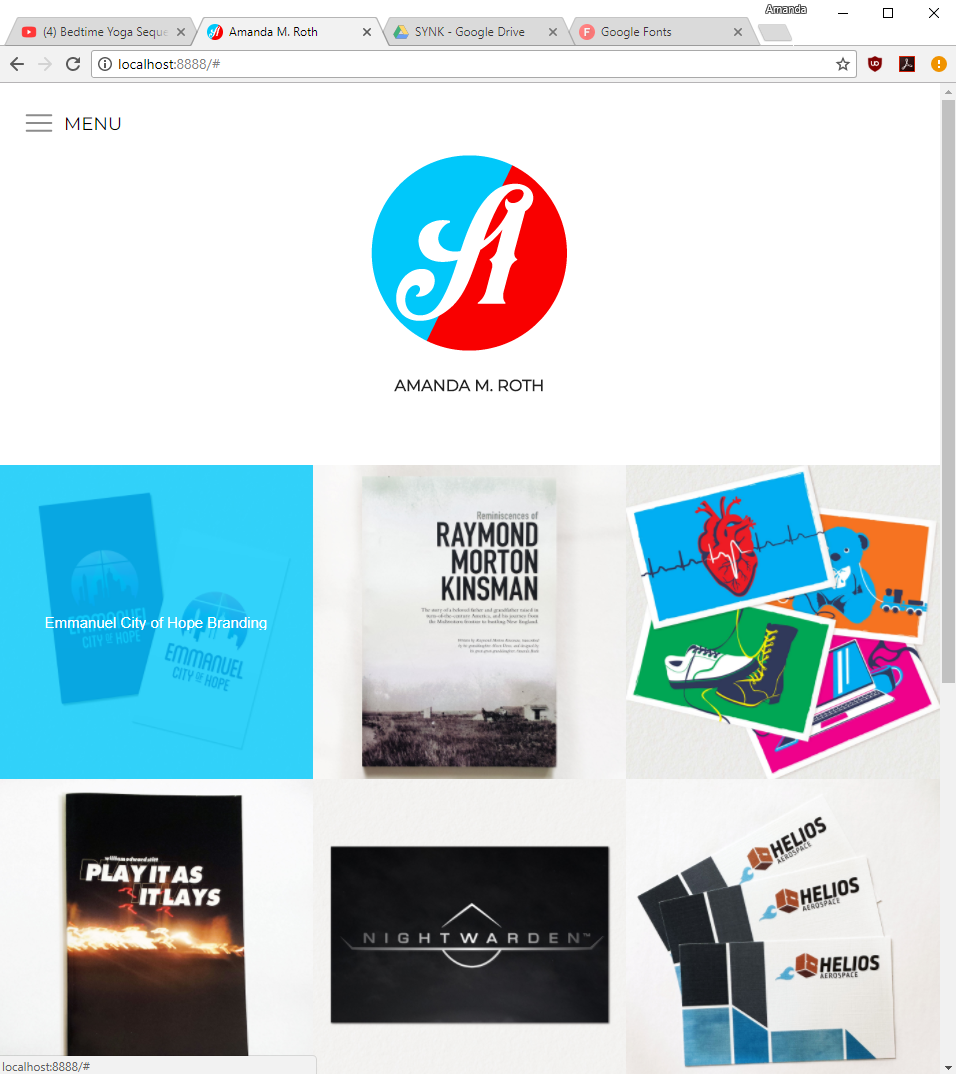 Amanda
(4) Bedtime Yoga Seque
Amanda M. Roth
SYNK - Google Drive
Google Fonts
localhost:8888/#
MENU
AMANDA M. ROTH
Emmanuel City of Hope Branding
EMMANUEL
CITY OF HOPE
EMMANUEL
CITY OF HOPE
Reminiscences of
RAYMOND
MORTON
KINSMAN
The story of a beloved father and grandfather raised in
turn-of-the-century America, and his journey from
the Midwestern frontier to bustling New England.
william edward stitt
PLAY IT AS
IT LAYS
NIGHTWARDEN™
HELIOS
AEROSPACE
HELIOS
AEROSPACE
HELIOS
AEROSPACE
localhost:8888/#